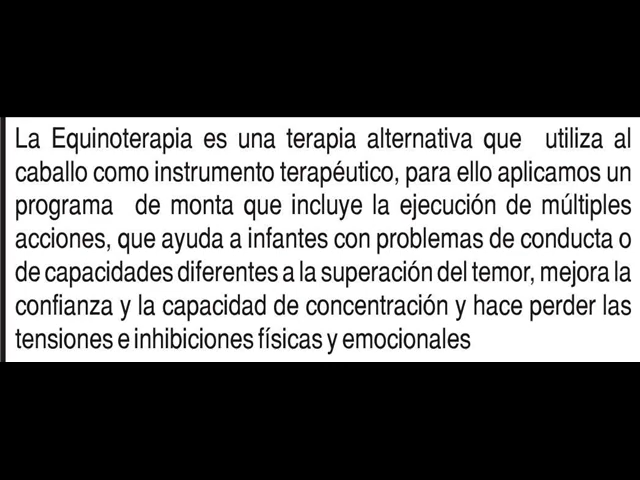 La Equinoterapia es una terapia alternativa que utiliza al
caballo como instrumento terapéutico, para ello aplicamos un
programa de monta que incluye la ejecución de múltiples
acciones, que ayuda a infantes con problemas de conducta o
de capacidades diferentes a la superación del temor, mejora la
confianza y la capacidad de concentración y hace perder las
tensiones e inhibiciones físicas y emocionales